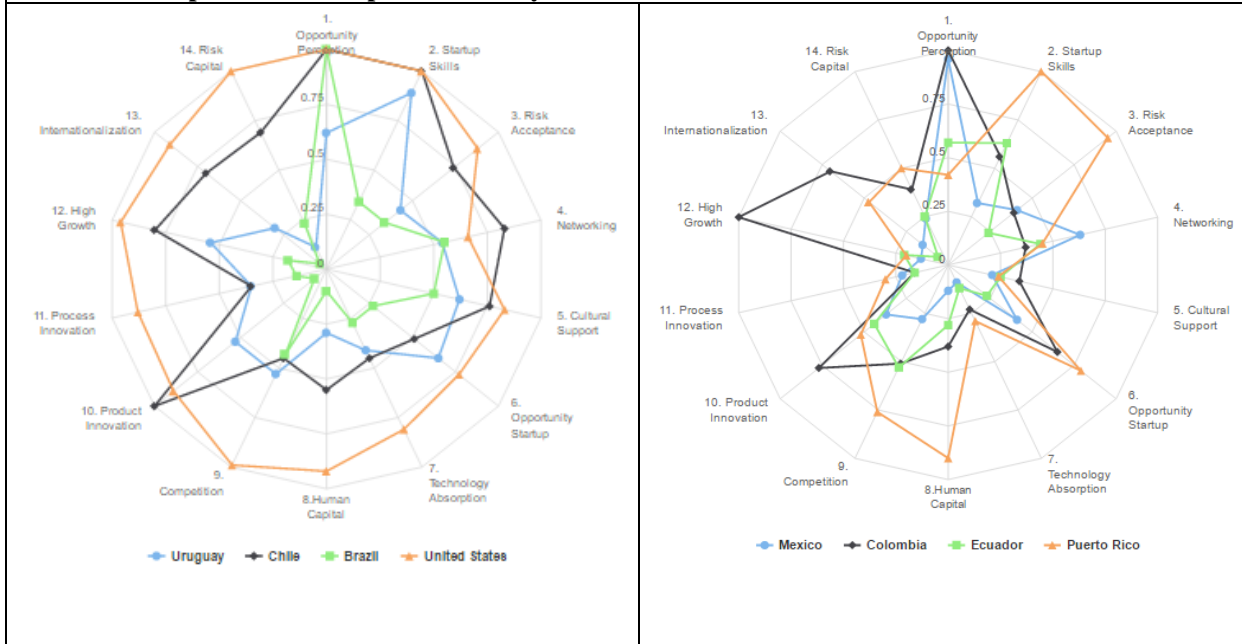 1.
Opportunity
Perception
2. Startup
Skills
3. Risk
Acceptance
4.
Networking
5. Cultural
Support
6.
Opportunity
Startup
7.
Technology
Absorption
8.Human
Capital
9.
Competition
10. Product
Innovation
11. Process
Innovation
12. High
Growth
13.
Internationalization
14. Risk
Capital
0.75
0.5
0.25
0
Uruguay Chile Brazil United States
1.
Opportunity
Perception
2. Startup
Skills
3. Risk
Acceptance
4.
Networking
5. Cultural
Support
6.
Opportunity
Startup
7.
Technology
Absorption
8.Human
Capital
9.
Competition
10. Product
Innovation
11. Process
Innovation
12. High
Growth
13.
Internationalization
14. Risk
Capital
0.75
0.5
0.25
0
Mexico Colombia Ecuador Puerto Rico